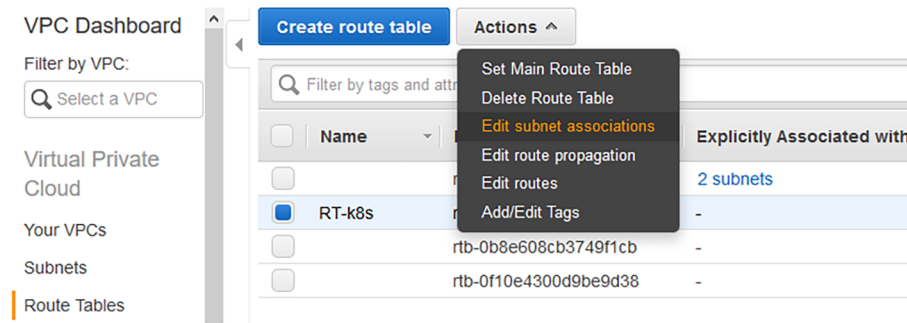 VPC Dashboard
Filter by VPC:
Select a VPC
Virtual Private
Cloud
Your VPCs
Subnets
Route Tables
Create route table
Actions
Filter by tags and
Set Main Route Table
Delete Route Table
Edit subnet associations
Edit route propagation
Edit routes
Add/Edit Tags
Name Explicitly Associated with
2 subnets
RT-k8s -
rtb-0b8e608cb3749f1cb -
rtb-0f10e4300d9be9d38 -